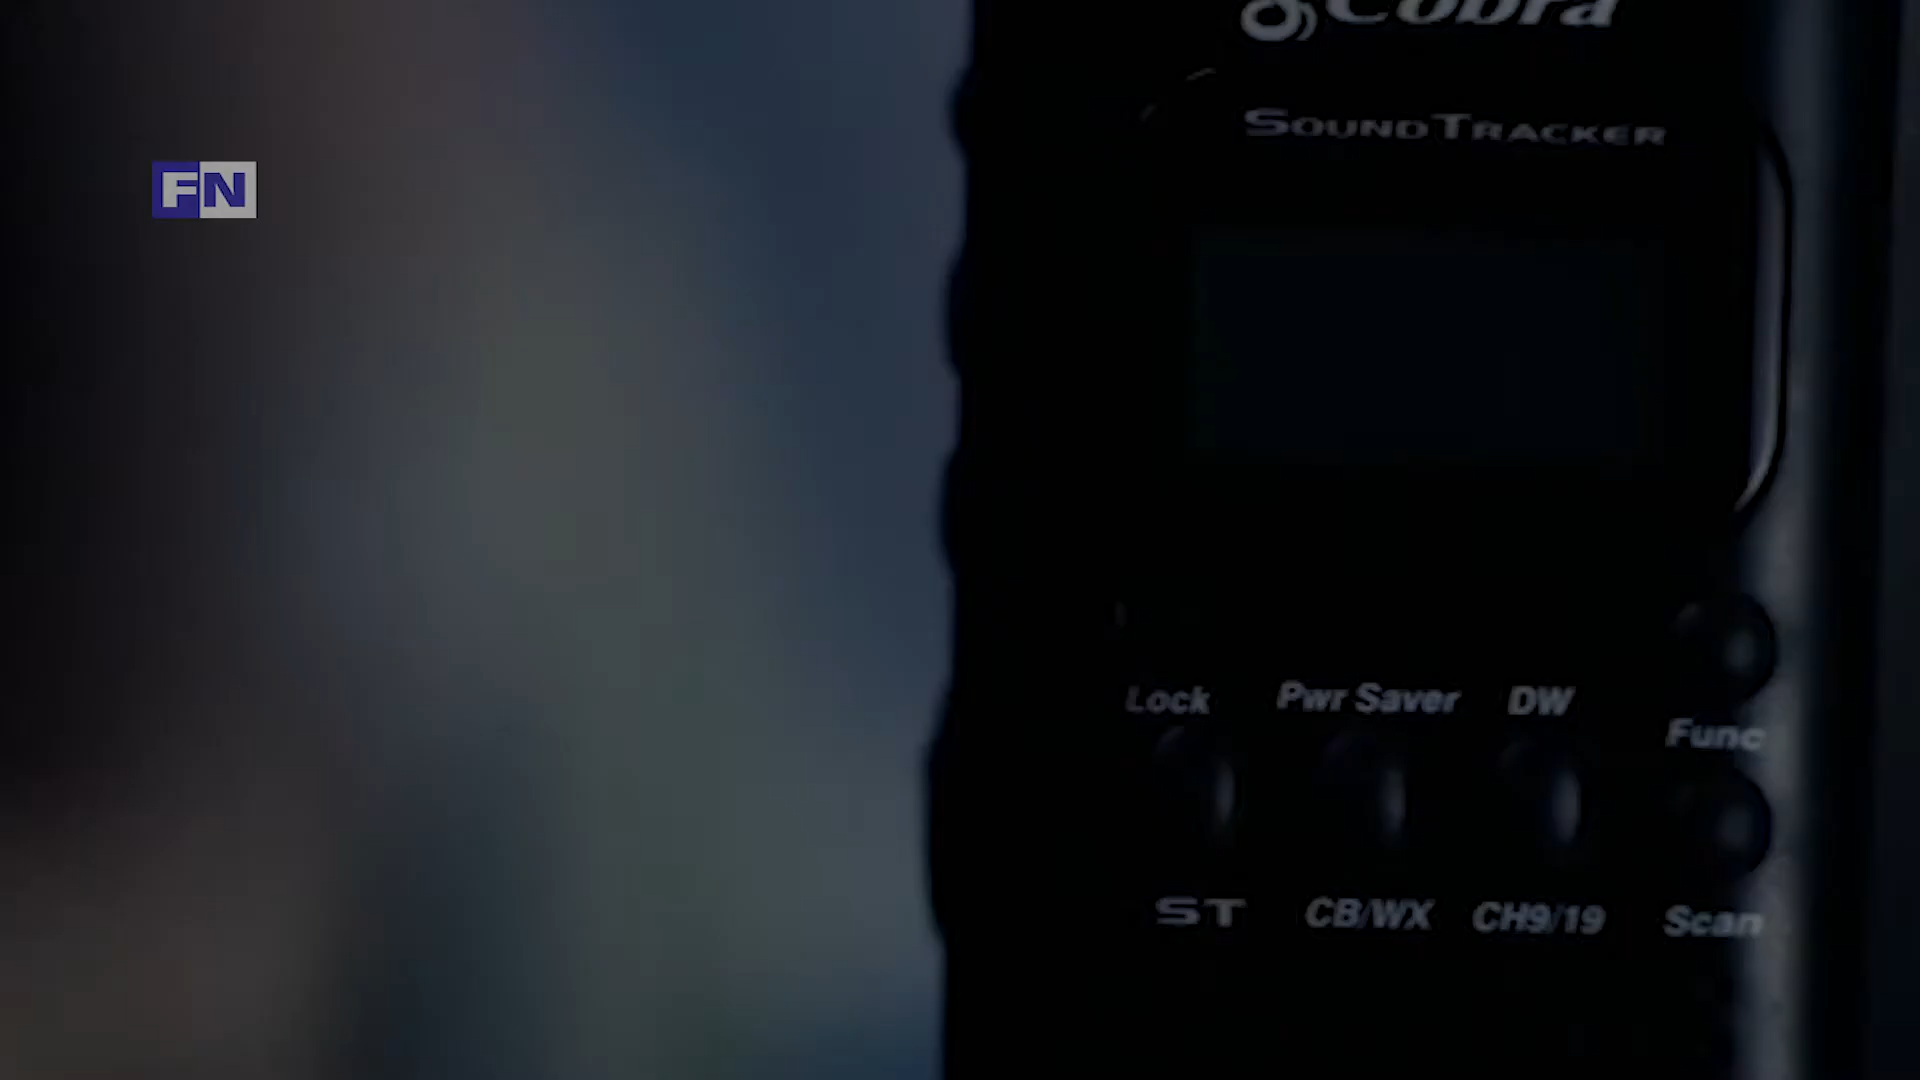 Cobra
SOUNDTRACKER
FN
Lock Pwr Saver DW
Func
ST CB/WX CH9/19 Scan